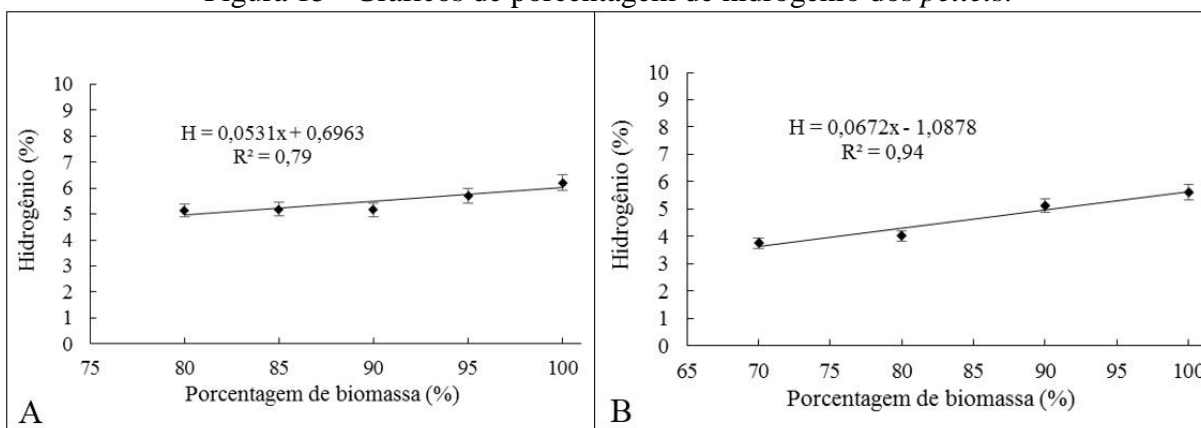 Figura 13 - Gráficos de porcentagem de hidrogênio dos pellets.
10
9
8
7
6
5
4
3
2
1
0
Hidrogênio (%)
H = 0,0531x + 0,6963
R² = 0,79
75 80 85 90 95 100
Porcentagem de biomassa (%)
A
10
9
8
7
6
5
4
3
2
1
0
Hidrogênio (%)
H = 0,0672x - 1,0878
R² = 0,94
65 70 75 80 85 90 95 100
Porcentagem de biomassa (%)
B